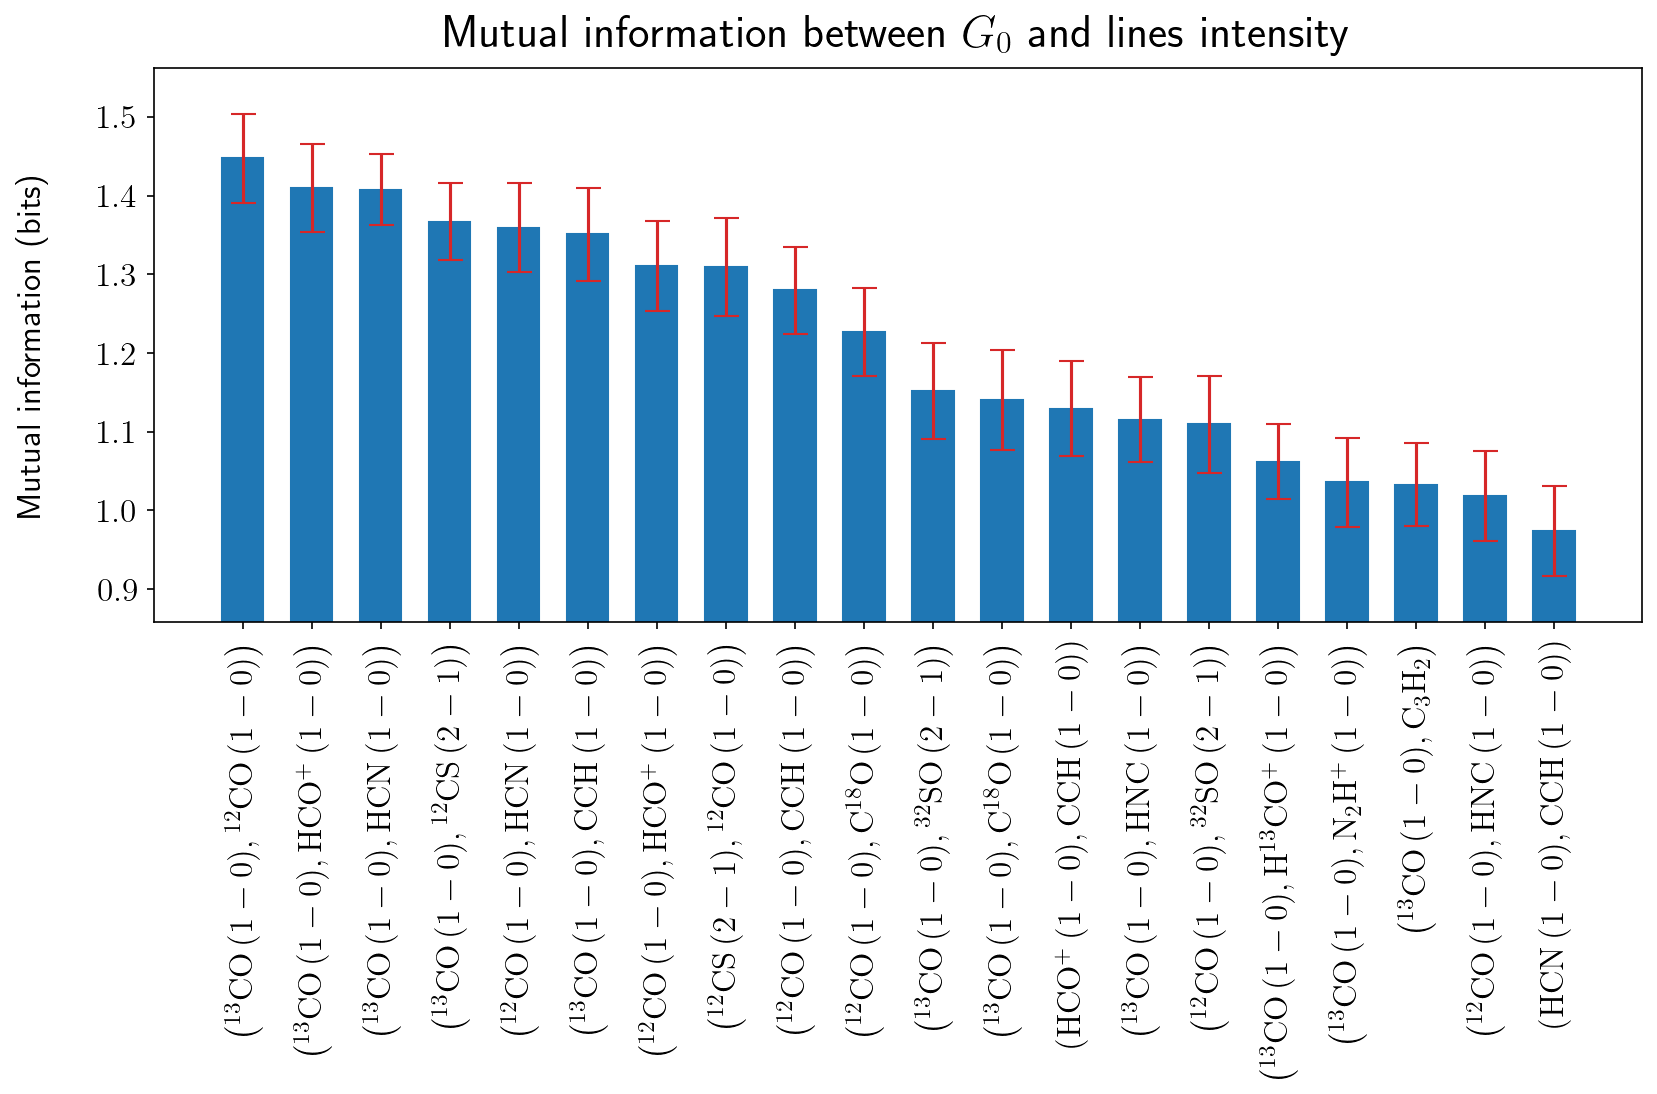 Mutual information between G₀ and lines intensity
Mutual information (bits)
1.5
1.4
1.3
1.2
1.1
1.0
0.9
(¹³CO (1 − 0), ¹²CO (1 − 0))
(¹³CO (1 − 0), HCO⁺ (1 − 0))
(¹³CO (1 − 0), HCN (1 − 0))
(¹³CO (1 − 0), ¹²CS (2 − 1))
(¹²CO (1 − 0), HCN (1 − 0))
(¹³CO (1 − 0), CCH (1 − 0))
(¹²CO (1 − 0), HCO⁺ (1 − 0))
(¹²CS (2 − 1), ¹²CO (1 − 0))
(¹²CO (1 − 0), CCH (1 − 0))
(¹²CO (1 − 0), C¹⁸O (1 − 0))
(¹³CO (1 − 0), ³²SO (2 − 1))
(¹³CO (1 − 0), C¹⁸O (1 − 0))
(HCO⁺ (1 − 0), CCH (1 − 0))
(¹³CO (1 − 0), HNC (1 − 0))
(¹²CO (1 − 0), ³²SO (2 − 1))
(¹³CO (1 − 0), H¹³CO⁺ (1 − 0))
(¹³CO (1 − 0), N₂H⁺ (1 − 0))
(¹³CO (1 − 0), C₃H₂)
(¹²CO (1 − 0), HNC (1 − 0))
(HCN (1 − 0), CCH (1 − 0))